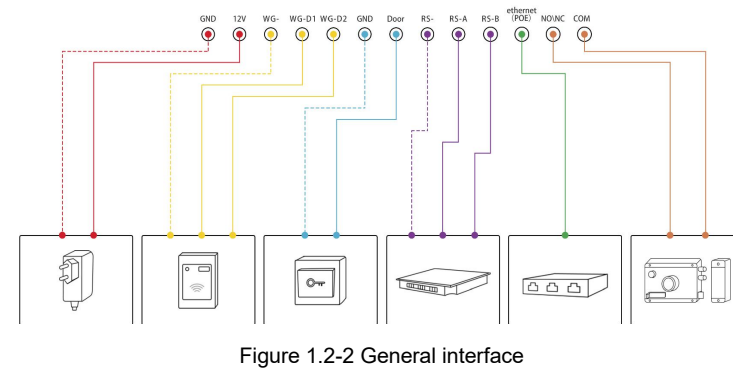 GND 12V WG- WG-D1 WG-D2 GND Door RS- RS-A RS-B ethernet (POE) NO\NC COM
Figure 1.2-2 General interface